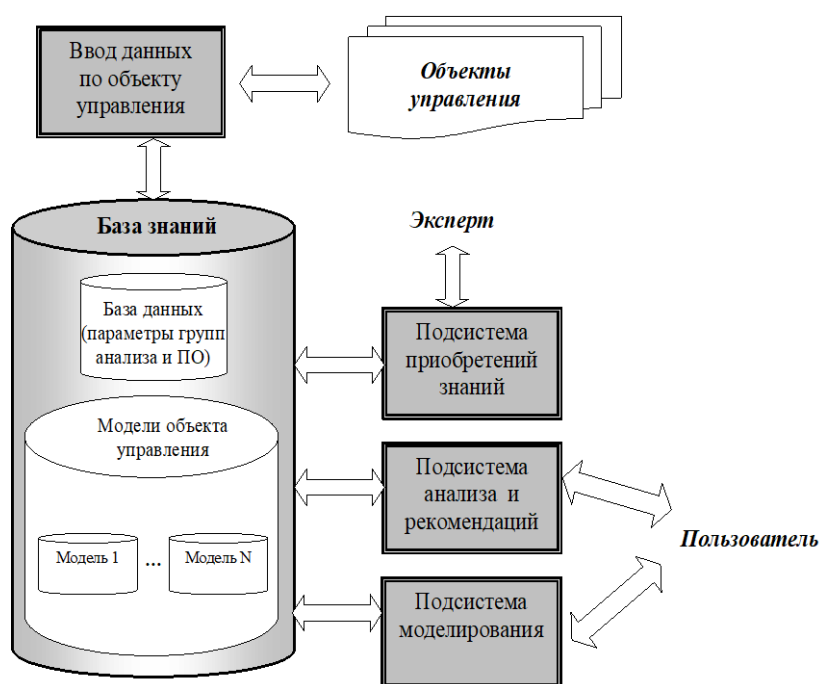 Ввод данных
по объекту
управления
Объекты
управления
База знаний
Эксперт
База данных
(параметры групп
анализа и ПО)
Подсистема
приобретений
знаний
Модели объекта
управления
Подсистема
анализа и
рекомендаций
Пользователь
Модель 1
...
Модель N
Подсистема
моделирования